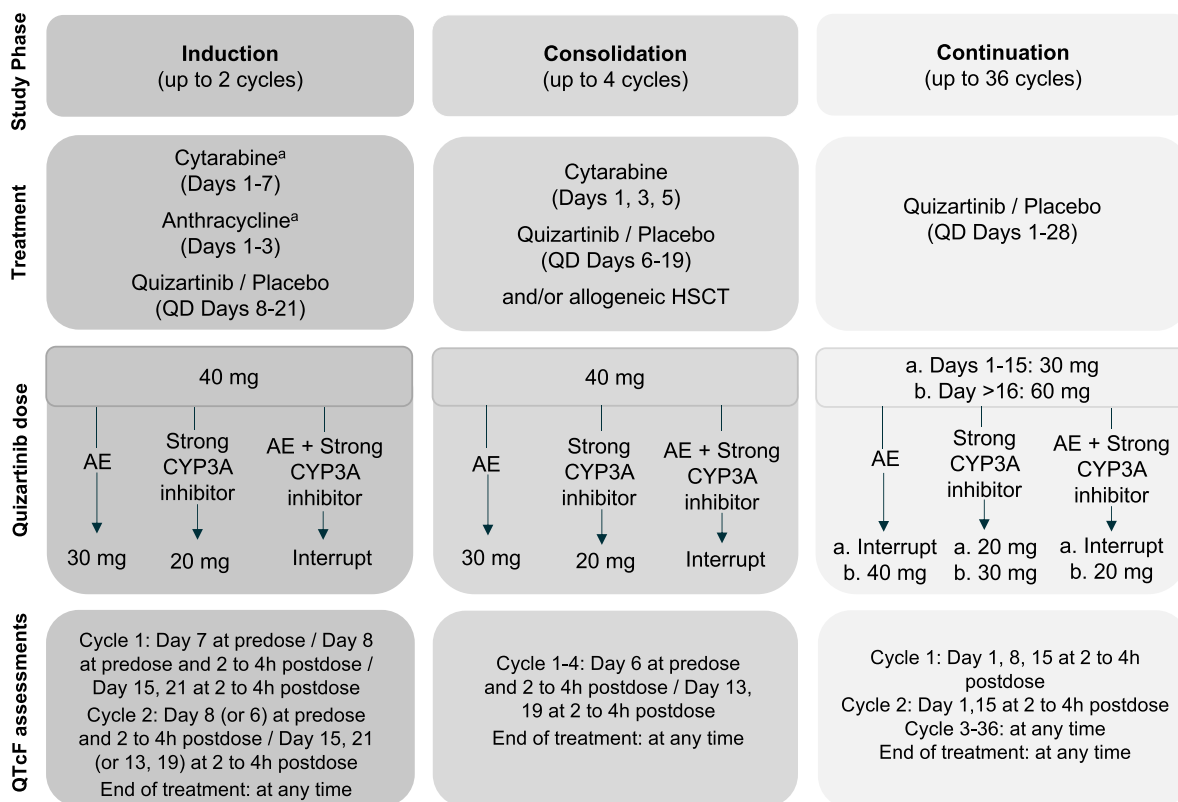 Study Phase
Induction
(up to 2 cycles)
Consolidation
(up to 4 cycles)
Continuation
(up to 36 cycles)
Treatment
Cytarabineᵃ
(Days 1-7)
Anthracyclineᵃ
(Days 1-3)
Quizartinib / Placebo
(QD Days 8-21)
Cytarabine
(Days 1, 3, 5)
Quizartinib / Placebo
(QD Days 6-19)
and/or allogeneic HSCT
Quizartinib / Placebo
(QD Days 1-28)
Quizartinib dose
40 mg
AE
Strong
CYP3A
inhibitor
AE + Strong
CYP3A
inhibitor
30 mg
20 mg
Interrupt
40 mg
AE
Strong
CYP3A
inhibitor
AE + Strong
CYP3A
inhibitor
30 mg
20 mg
Interrupt
a. Days 1-15: 30 mg
b. Day >16: 60 mg
AE
Strong
CYP3A
inhibitor
AE + Strong
CYP3A
inhibitor
a. Interrupt
b. 40 mg
a. 20 mg
b. 30 mg
a. Interrupt
b. 20 mg
QTcF assessments
Cycle 1: Day 7 at predose / Day 8
at predose and 2 to 4h postdose /
Day 15, 21 at 2 to 4h postdose
Cycle 2: Day 8 (or 6) at predose
and 2 to 4h postdose / Day 15, 21
(or 13, 19) at 2 to 4h postdose
End of treatment: at any time
Cycle 1-4: Day 6 at predose
and 2 to 4h postdose / Day 13,
19 at 2 to 4h postdose
End of treatment: at any time
Cycle 1: Day 1, 8, 15 at 2 to 4h
postdose
Cycle 2: Day 1,15 at 2 to 4h postdose
Cycle 3-36: at any time
End of treatment: at any time